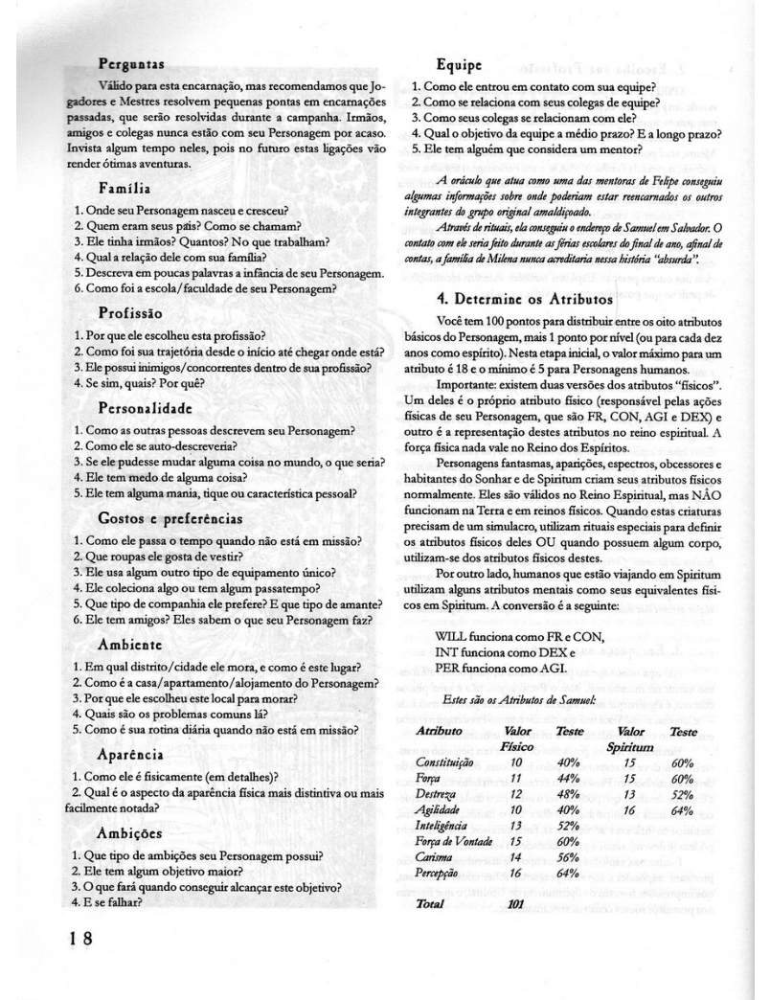 Perguntas
Válido para esta encarnação, mas recomendamos que Jo-
gadores e Mestres resolvem pequenas pontas em encarnações
passadas, que serão resolvidas durante a campanha. Irmãos,
amigos e colegas nunca estão com seu Personagem por acaso.
Invista algum tempo neles, pois no futuro estas ligações vão
render ótimas aventuras.
Família
1. Onde seu Personagem nasceu e cresceu?
2. Quem eram seus pais? Como se chamam?
3. Ele tinha irmãos? Quantos? No que trabalham?
4. Qual a relação dele com sua família?
5. Descreva em poucas palavras a infância de seu Personagem.
6. Como foi a escola/faculdade de seu Personagem?
Profissão
1. Por que ele escolheu esta profissão?
2. Como foi sua trajetória desde o início até chegar onde está?
3. Ele possui inimigos/concorrentes dentro de sua profissão?
4. Se sim, quais? Por quê?
Personalidade
1. Como as outras pessoas descrevem seu Personagem?
2. Como ele se auto-descreveria?
3. Se ele pudesse mudar alguma coisa no mundo, o que seria?
4. Ele tem medo de alguma coisa?
5. Ele tem alguma mania, tique ou característica pessoal?
Gostos e preferências
1. Como ele passa o tempo quando não está em missão?
2. Que roupas ele gosta de vestir?
3. Ele usa algum outro tipo de equipamento único?
4. Ele coleciona algo ou tem algum passatempo?
5. Que tipo de companhia ele prefere? E que tipo de amante?
6. Ele tem amigos? Eles sabem o que seu Personagem faz?
Ambiente
1. Em qual distrito/cidade ele mora, e como é este lugar?
2. Como é a casa/apartamento/alojamento do Personagem?
3. Por que ele escolheu este local para morar?
4. Quais são os problemas comuns lá?
5. Como é sua rotina diária quando não está em missão?
Aparência
1. Como ele é fisicamente (em detalhes)?
2. Qual é o aspecto da aparência física mais distintiva ou mais
facilmente notada?
Ambições
1. Que tipo de ambições seu Personagem possui?
2. Ele tem algum objetivo maior?
3. O que fará quando conseguir alcançar este objetivo?
4. E se falhar?
18
Equipe
1. Como ele entrou em contato com sua equipe?
2. Como se relaciona com seus colegas de equipe?
3. Como seus colegas se relacionam com ele?
4. Qual o objetivo da equipe a médio prazo? E a longo prazo?
5. Ele tem alguém que considera um mentor?
A oráculo que atua como uma das mentoras de Felipe conseguiu
algumas informações sobre onde poderiam estar reencarnados os outros
integrantes do grupo original amaldiçoado.
Através de rituais, ela conseguiu o endereço de Samuel em Salvador. O
contato com ele seria feito durante as férias escolares do final de ano, afinal de
contas, a família de Milena nunca acreditaria nessa história “absurda”.
4. Determine os Atributos
Você tem 100 pontos para distribuir entre os oito atributos
básicos do Personagem, mais 1 ponto por nível (ou para cada dez
anos como espírito). Nesta etapa inicial, o valor máximo para um
atributo é 18 e o mínimo é 5 para Personagens humanos.
Importante: existem duas versões dos atributos “físicos”.
Um deles é o próprio atributo físico (responsável pelas ações
físicas de seu Personagem, que são FR, CON, AGI e DEX) e
outro é a representação destes atributos no reino espiritual. A
força física nada vale no Reino dos Espíritos.
Personagens fantasmas, aparições, espectros, obcessores e
habitantes do Sonhar e de Spiritum criam seus atributos físicos
normalmente. Eles são válidos no Reino Espiritual, mas NÃO
funcionam na Terra e em reinos físicos. Quando estas criaturas
precisam de um simulacro, utilizam rituais especiais para definir
os atributos físicos deles OU quando possuem algum corpo,
utilizam-se dos atributos físicos destes.
Por outro lado, humanos que estão viajando em Spiritum
utilizam alguns atributos mentais como seus equivalentes físi-
cos em Spiritum. A conversão é a seguinte:
WILL funciona como FR e CON,
INT funciona como DEX e
PER funciona como AGI.
Estes são os Atributos de Samuel:
Atributo Valor Teste Valor Teste
Físico Spiritum
Constituição 10 40% 15 60%
Força 11 44% 15 60%
Destreza 12 48% 13 52%
Agilidade 10 40% 16 64%
Inteligência 13 52%
Força de Vontade 15 60%
Carisma 14 56%
Percepção 16 64%
Total 101